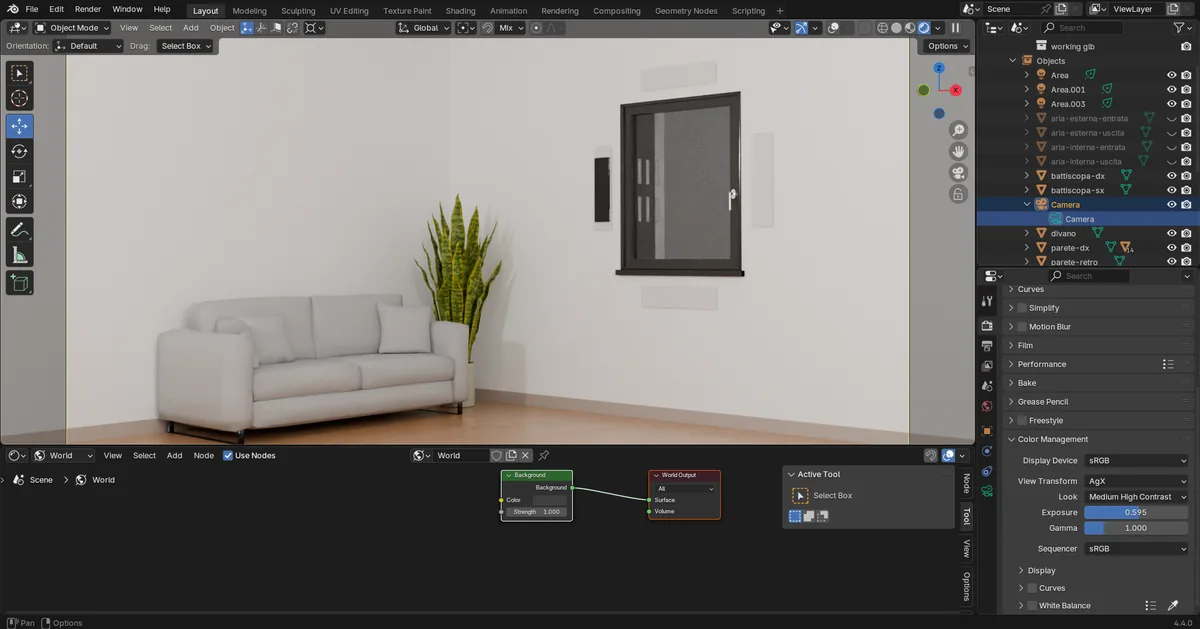 File Edit Render Window Help Layout Modeling Sculpting UV Editing Texture Paint Shading Animation Rendering Compositing Geometry Nodes Scripting + Scene ViewLayer
Object Mode View Select Add Object Global Mix Search
Orientation: Default Drag: Select Box Options
Z
X
working glb
Objects
Area
Area.001
Area.003
aria-esterna-entrata
aria-esterna-uscita
aria-interna-entrata
aria-interna-uscita
battiscopa-dx
battiscopa-sx
Camera
Camera
divano
parete-dx
parete-retro
Search
Curves
Simplify
Motion Blur
Film
Performance
Bake
Grease Pencil
Freestyle
Color Management
Display Device sRGB
View Transform AgX
Look Medium High Contrast
Exposure 0.595
Gamma 1.000
Sequencer sRGB
Display
Curves
White Balance
World View Select Add Node Use Nodes World
Scene > World
Background
Background
Color
Strength 1.000
World Output
All
Surface
Volume
Active Tool
Select Box
Node
Tool
View
Options
Pan Options
4.4.0